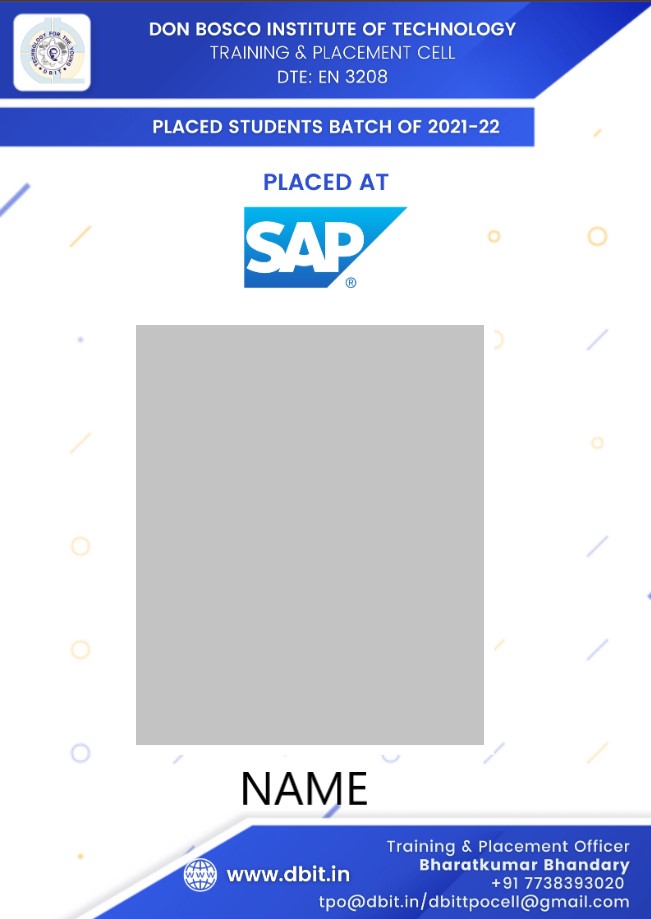 DON BOSCO INSTITUTE OF TECHNOLOGY
TRAINING & PLACEMENT CELL
DTE: EN 3208
TECHNOLOGY FOR THE YOUNG
DBIT
PLACED STUDENTS BATCH OF 2021-22
PLACED AT
SAP
®
NAME
Training & Placement Officer
Bharatkumar Bhandary
www www.dbit.in
+91 7738393020
tpo@dbit.in/dbittpocell@gmail.com